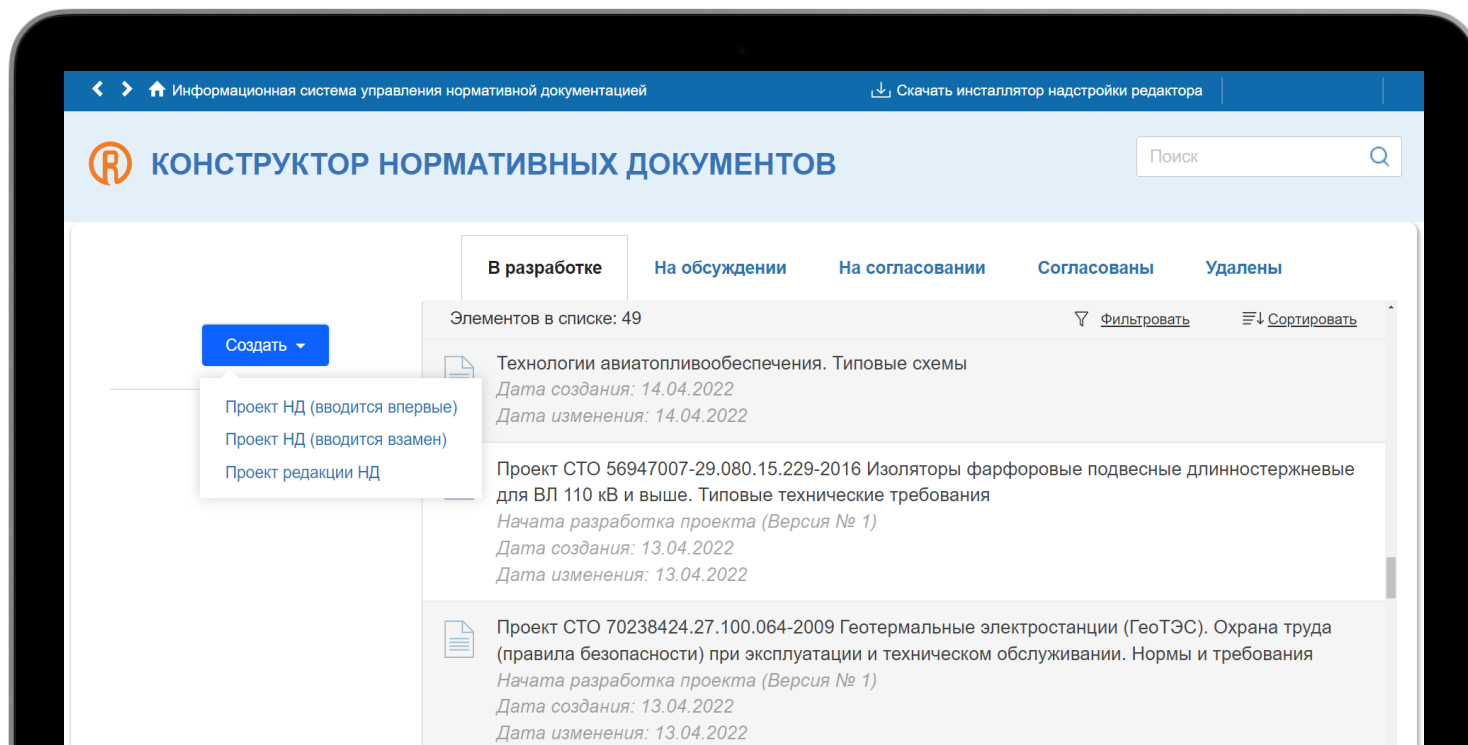 Информационная система управления нормативной документацией
Скачать инсталлятор надстройки редактора
КОНСТРУКТОР НОРМАТИВНЫХ ДОКУМЕНТОВ
Поиск
В разработке
На обсуждении
На согласовании
Согласованы
Удалены
Создать
Проект НД (вводится впервые)
Проект НД (вводится взамен)
Проект редакции НД
Элементов в списке: 49
Фильтровать
Сортировать
Технологии авиатопливообеспечения. Типовые схемы
Дата создания: 14.04.2022
Дата изменения: 14.04.2022
Проект СТО 56947007-29.080.15.229-2016 Изоляторы фарфоровые подвесные длинностержневые
для ВЛ 110 кВ и выше. Типовые технические требования
Начата разработка проекта (Версия № 1)
Дата создания: 13.04.2022
Дата изменения: 13.04.2022
Проект СТО 70238424.27.100.064-2009 Геотермальные электростанции (ГеоТЭС). Охрана труда
(правила безопасности) при эксплуатации и техническом обслуживании. Нормы и требования
Начата разработка проекта (Версия № 1)
Дата создания: 13.04.2022
Дата изменения: 13.04.2022